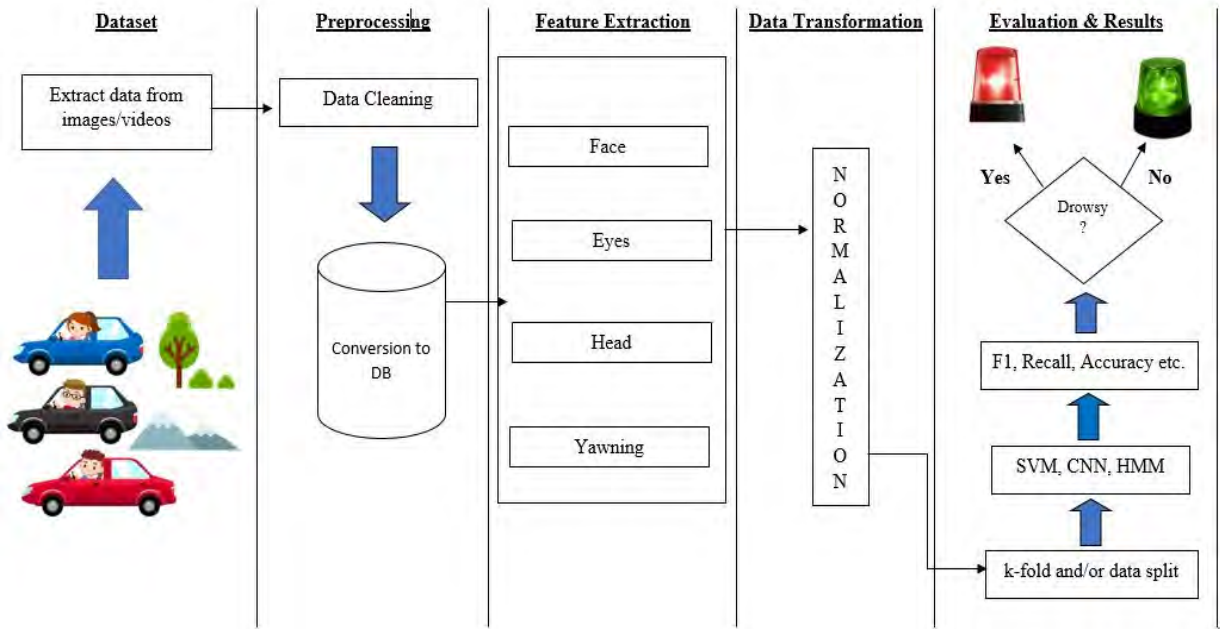 Dataset
Preprocessing
Feature Extraction
Data Transformation
Evaluation & Results
Extract data from
images/videos
Data Cleaning
Conversion to
DB
Face
Eyes
Head
Yawning
N
O
R
M
A
L
I
Z
A
T
I
O
N
Yes
No
Drowsy
?
F1, Recall, Accuracy etc.
SVM, CNN, HMM
k-fold and/or data split